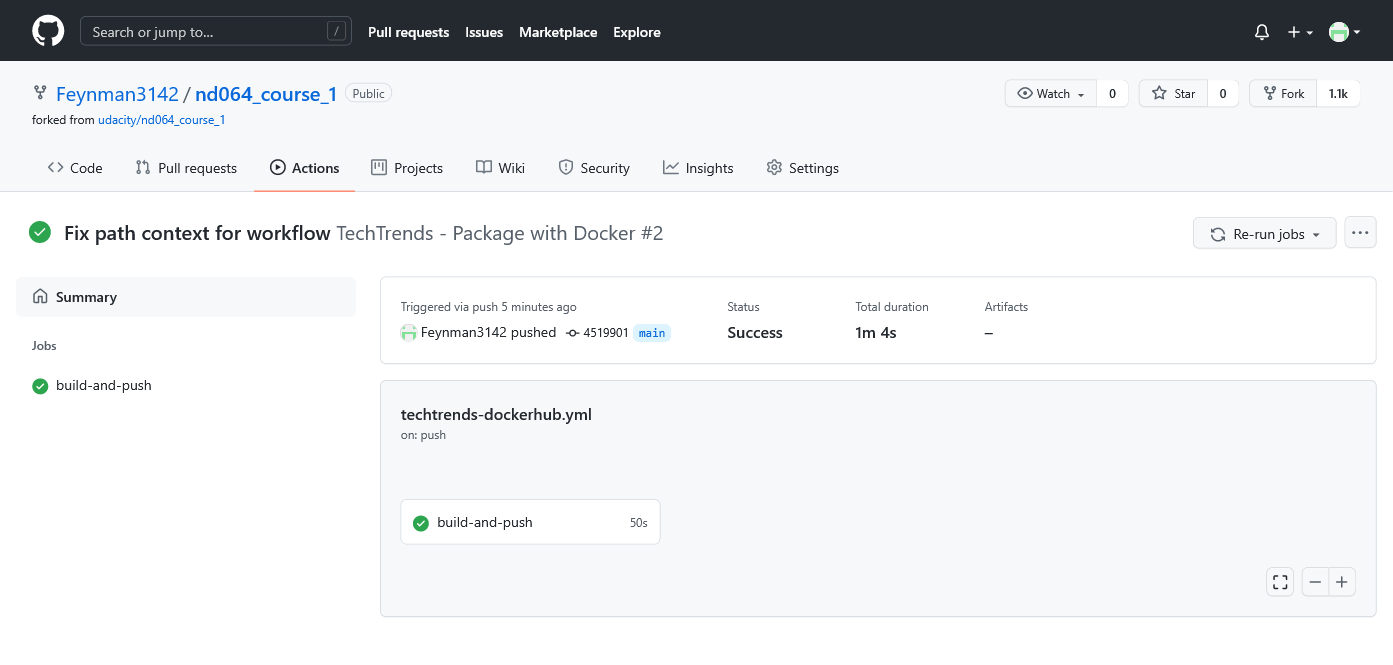 Search or jump to... / Pull requests Issues Marketplace Explore
Feynman3142 / nd064_course_1 Public Watch 0 Star 0 Fork 1.1k
forked from udacity/nd064_course_1
Code Pull requests Actions Projects Wiki Security Insights Settings
Fix path context for workflow TechTrends - Package with Docker #2 Re-run jobs ...
Summary
Jobs
build-and-push
Triggered via push 5 minutes ago Status Total duration Artifacts
Feynman3142 pushed 4519901 main Success 1m 4s –
techtrends-dockerhub.yml
on: push
build-and-push 50s